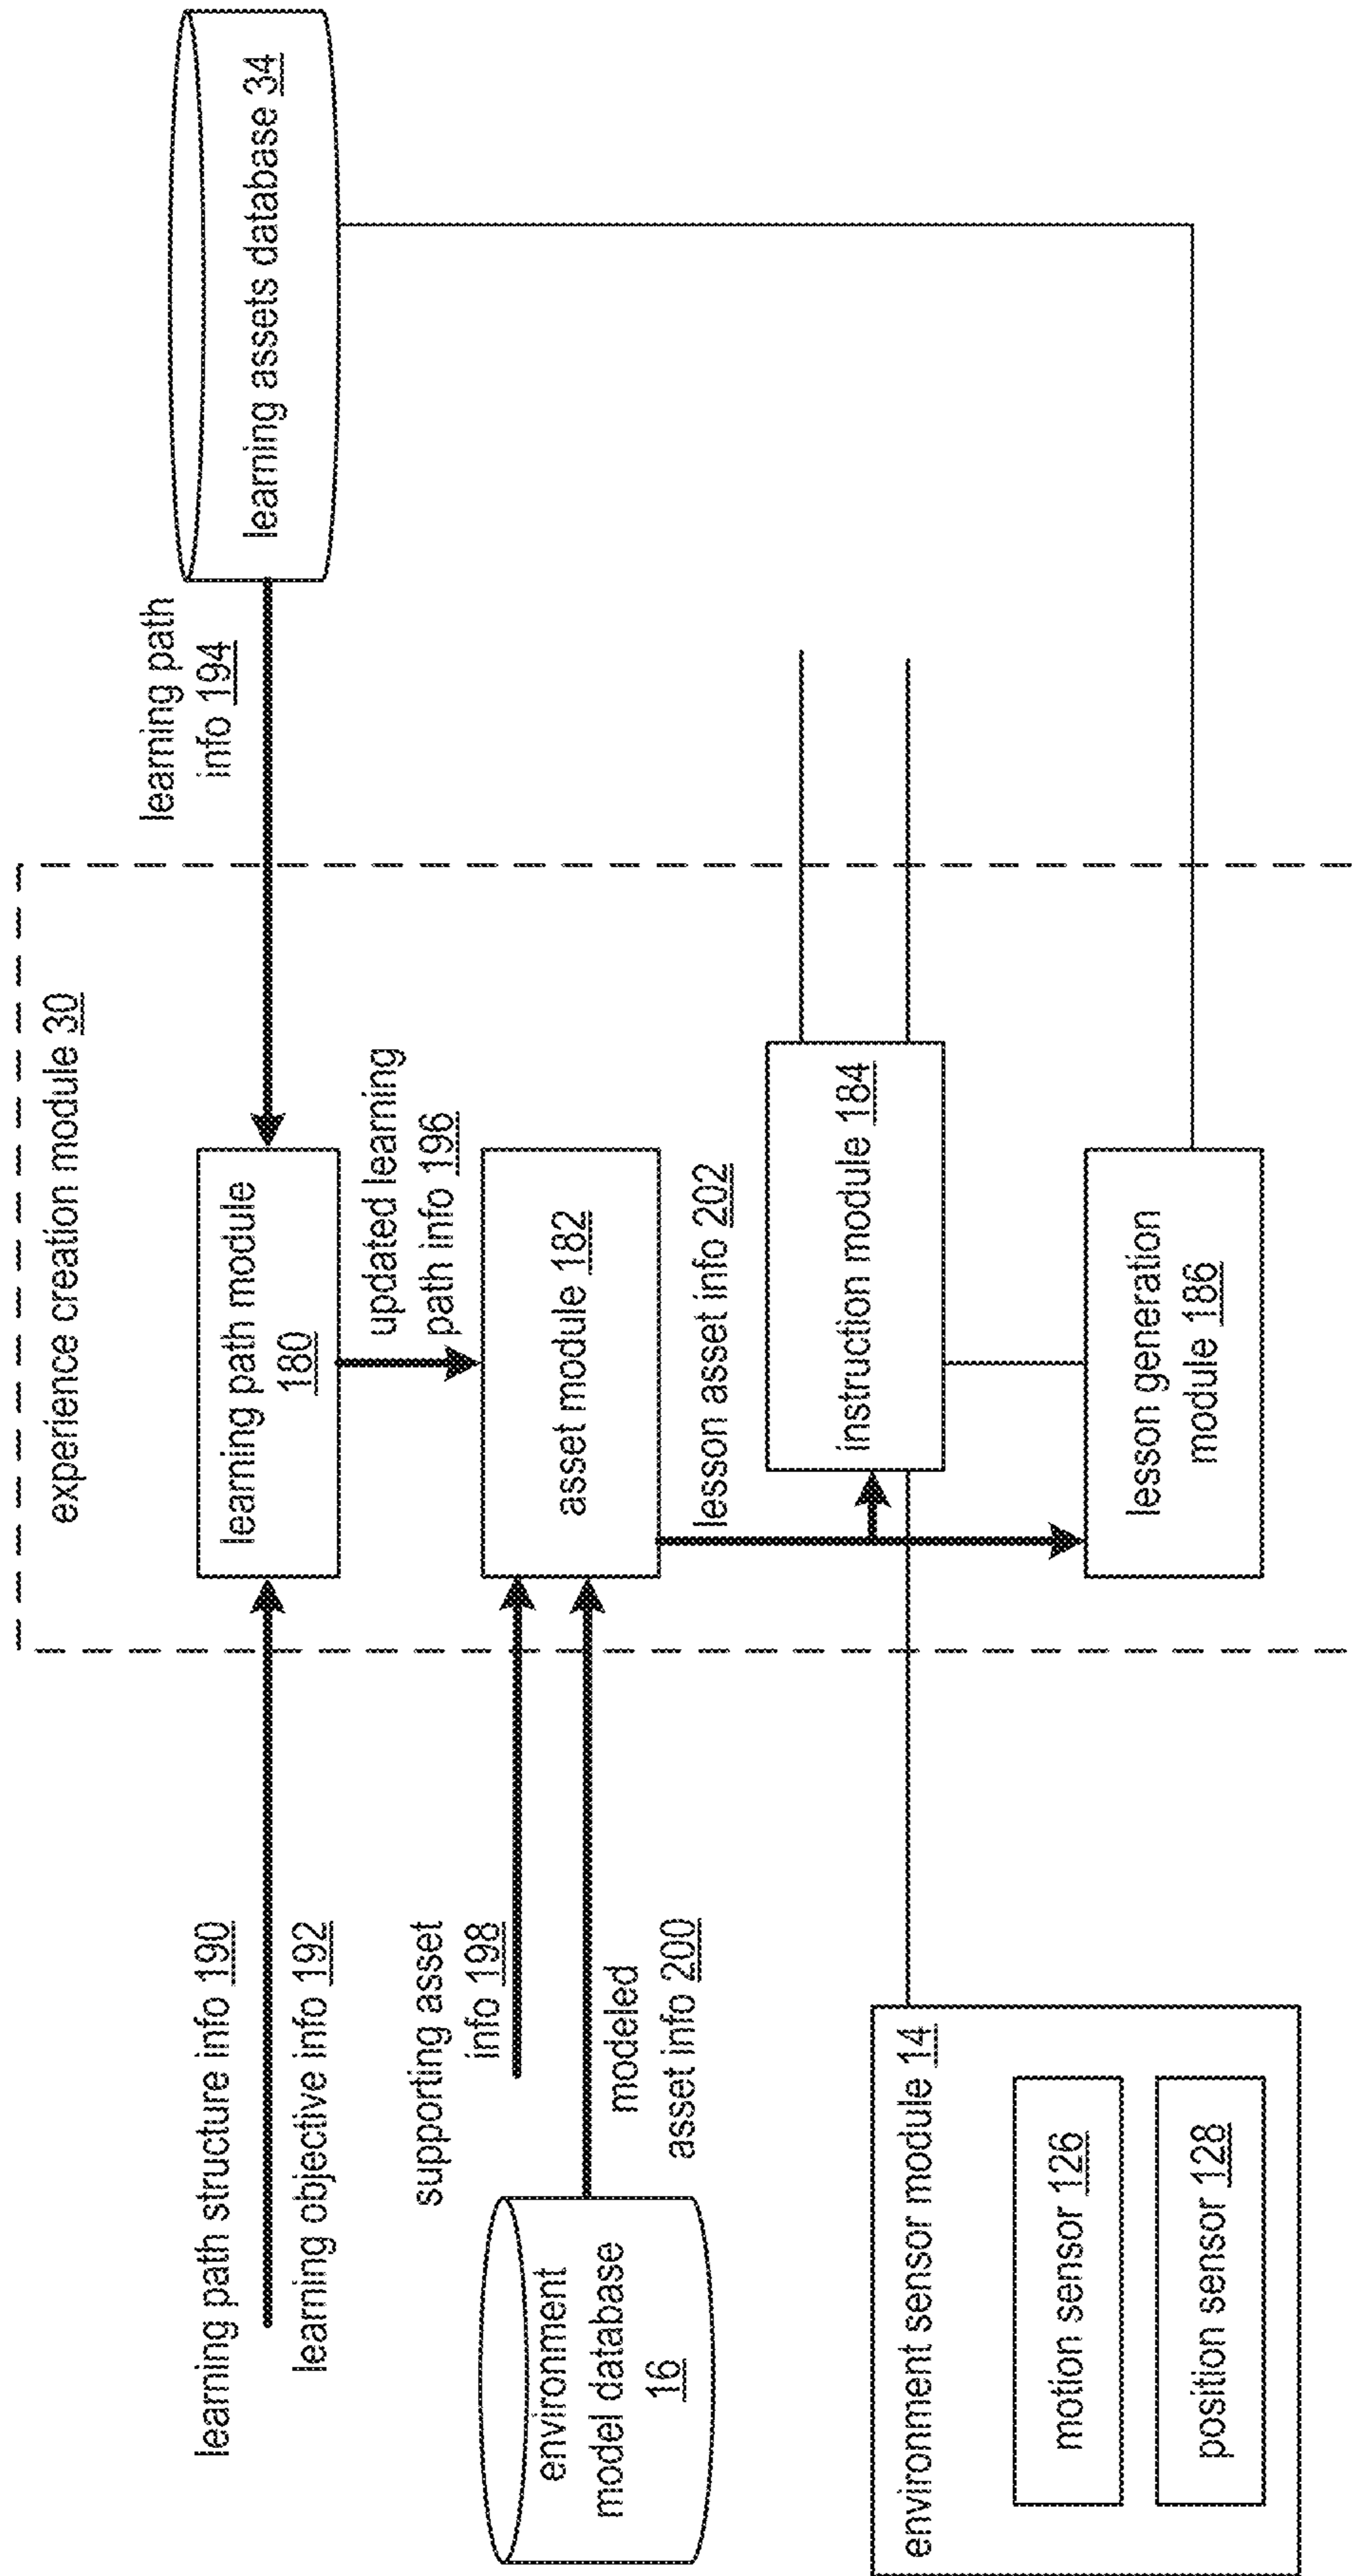 experience creation module 30
learning path structure info 190
learning objective info 192
learning path module
180
learning path
info 194
learning assets database 34
updated learning
path info 196
supporting asset
info 198
environment
model database
16
modeled
asset info 200
asset module 182
lesson asset info 202
instruction module 184
environment sensor module 14
motion sensor 126
position sensor 128
lesson generation
module 186